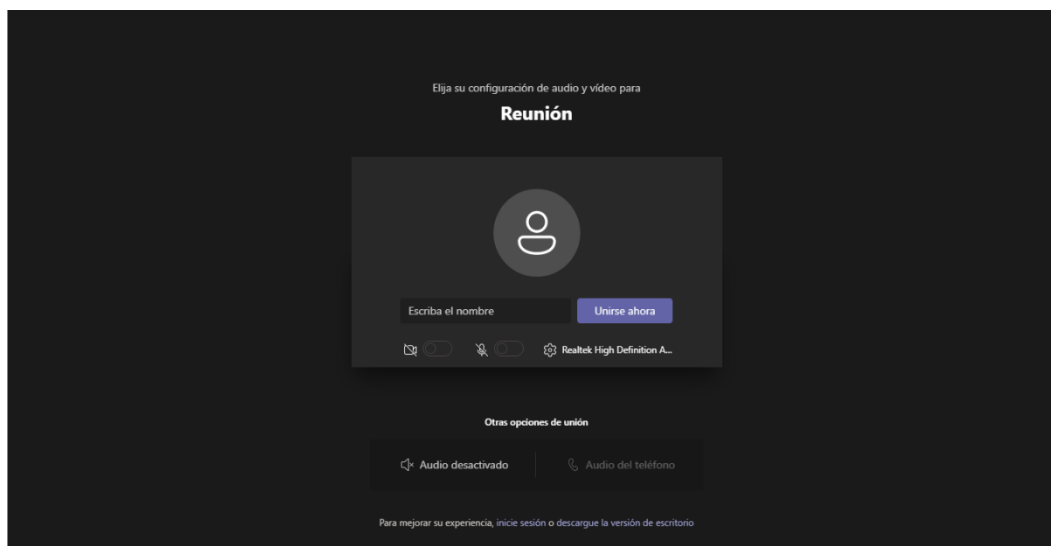 Elija su configuración de audio y vídeo para
Reunión
Escriba el nombre
Unirse ahora
Realtek High Definition A...
Otras opciones de unión
Audio desactivado
Audio del teléfono
Para mejorar su experiencia, inicie sesión o descargue la versión de escritorio